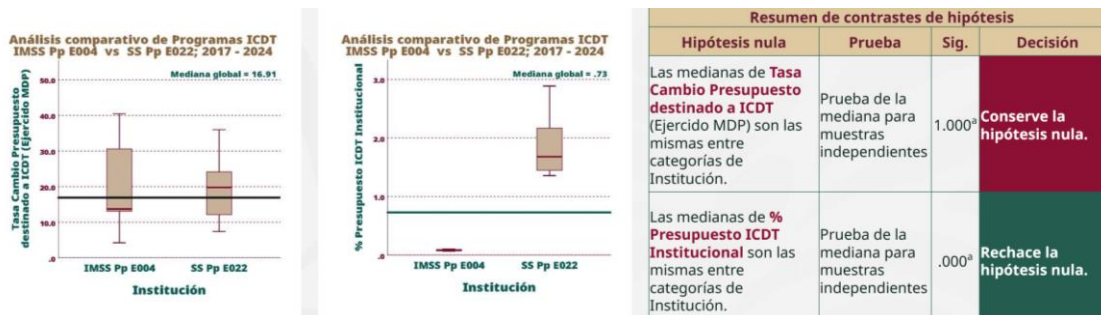 Análisis comparativo de Programas ICDT
IMSS Pp E004 vs SS Pp E022; 2017 - 2024
Mediana global = 16.91
Tasa Cambio Presupuesto
destinado a ICDT (Ejercido MDP)
50.0
40.0
30.0
20.0
10.0
.0
IMSS Pp E004
SS Pp E022
Institución
Análisis comparativo de Programas ICDT
IMSS Pp E004 vs SS Pp E022; 2017 - 2024
Mediana global = .73
% Presupuesto ICDT Institucional
3.0
2.0
1.0
.0
IMSS Pp E004
SS Pp E022
Institución
Resumen de contrastes de hipótesis
Hipótesis nula
Prueba
Sig.
Decisión
Las medianas de Tasa
Cambio Presupuesto
destinado a ICDT
(Ejercido MDP) son las
mismas entre
categorías de
Institución.
Prueba de la
mediana para
muestras
independientes
1.000a
Conserve la
hipótesis nula.
Las medianas de %
Presupuesto ICDT
Institucional son las
mismas entre
categorías de
Institución.
Prueba de la
mediana para
muestras
independientes
.000a
Rechace la
hipótesis nula.